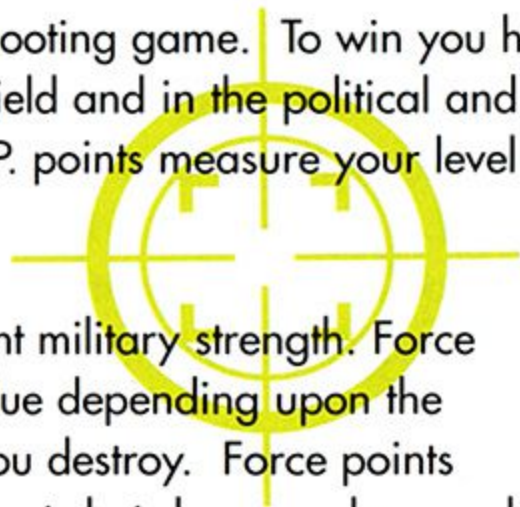 ooting game. To win you h
ield and in the political and
P. points measure your level
nt military strength. Force
ue depending upon the
ou destroy. Force points